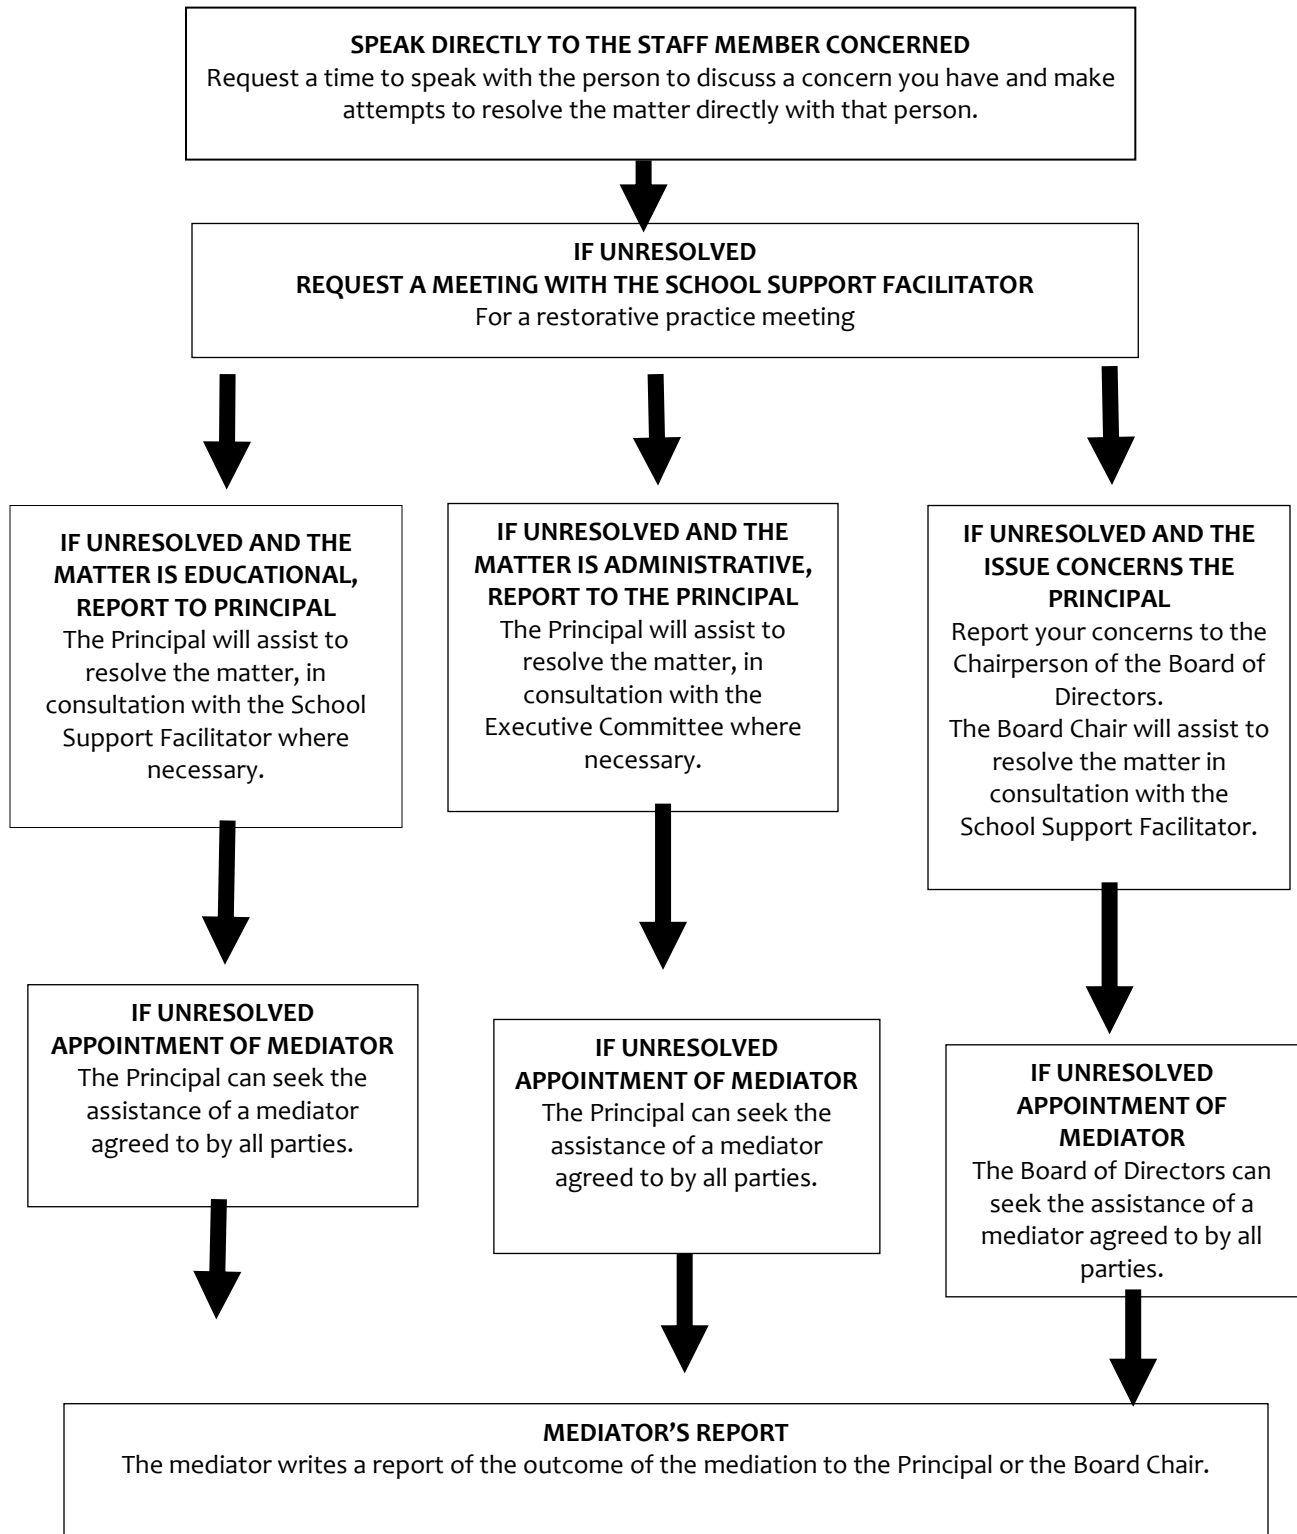 SPEAK DIRECTLY TO THE STAFF MEMBER CONCERNED
Request a time to speak with the person to discuss a concern you have and make
attempts to resolve the matter directly with that person.
IF UNRESOLVED
REQUEST A MEETING WITH THE SCHOOL SUPPORT FACILITATOR
For a restorative practice meeting
IF UNRESOLVED AND THE
MATTER IS EDUCATIONAL,
REPORT TO PRINCIPAL
The Principal will assist to
resolve the matter, in
consultation with the School
Support Facilitator where
necessary.
IF UNRESOLVED AND THE
MATTER IS ADMINISTRATIVE,
REPORT TO THE PRINCIPAL
The Principal will assist to
resolve the matter, in
consultation with the
Executive Committee where
necessary.
IF UNRESOLVED AND THE
ISSUE CONCERNS THE
PRINCIPAL
Report your concerns to the
Chairperson of the Board of
Directors.
The Board Chair will assist to
resolve the matter in
consultation with the
School Support Facilitator.
IF UNRESOLVED
APPOINTMENT OF MEDIATOR
The Principal can seek the
assistance of a mediator
agreed to by all parties.
IF UNRESOLVED
APPOINTMENT OF MEDIATOR
The Principal can seek the
assistance of a mediator
agreed to by all parties.
IF UNRESOLVED
APPOINTMENT OF
MEDIATOR
The Board of Directors can
seek the assistance of a
mediator agreed to by all
parties.
MEDIATOR’S REPORT
The mediator writes a report of the outcome of the mediation to the Principal or the Board Chair.